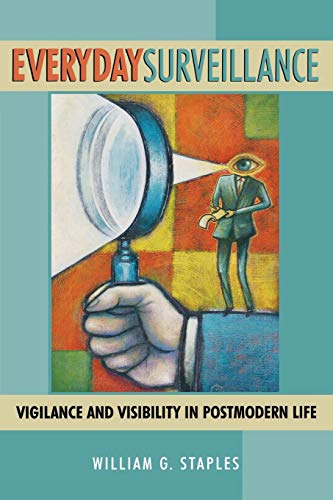 EVERYDAYSURVEILLANCE
VIGILANCE AND VISIBILITY IN POSTMODERN LIFE
WILLIAM G. STAPLES